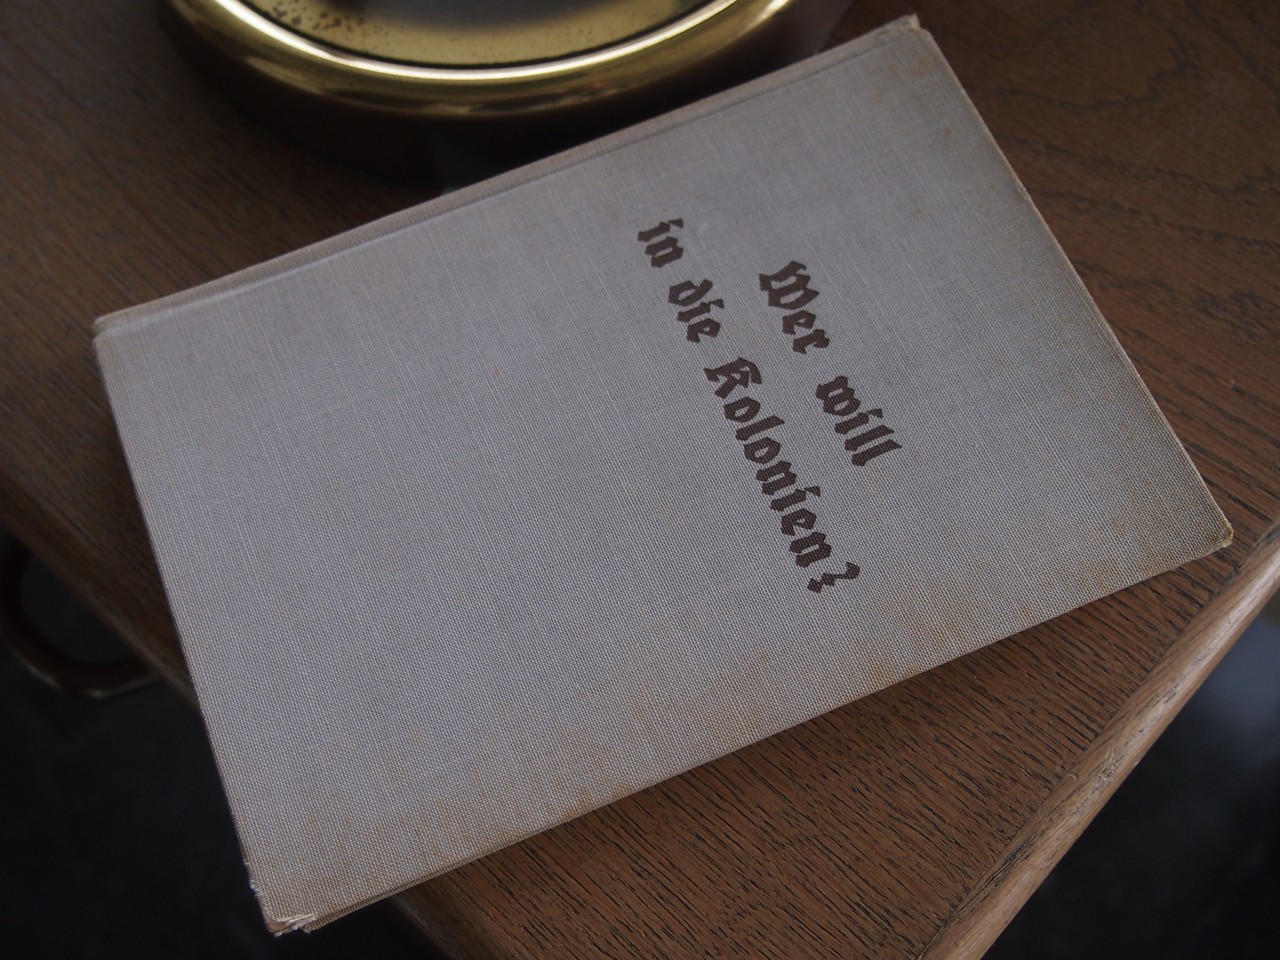 Wer will
in die Kolonien?